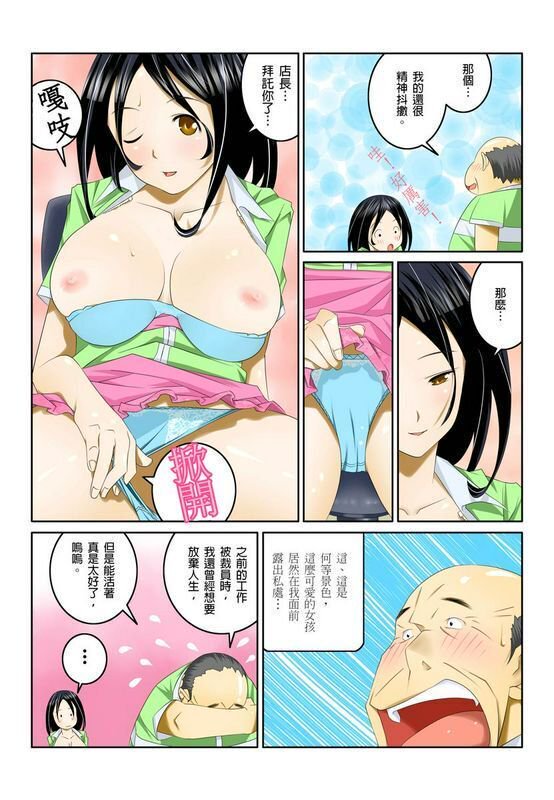 那個…
我的還很
精神抖擻。
哇！好厲害！
店長…
拜託你了…
嘎吱
那麼…
掀開
這、這是
何等景色，
這麼可愛的女孩
居然在我面前
露出私處…
之前的工作
被裁員時，
我還曾經想要
放棄人生，
但是能活著
真是太好了，
嗚嗚。
…